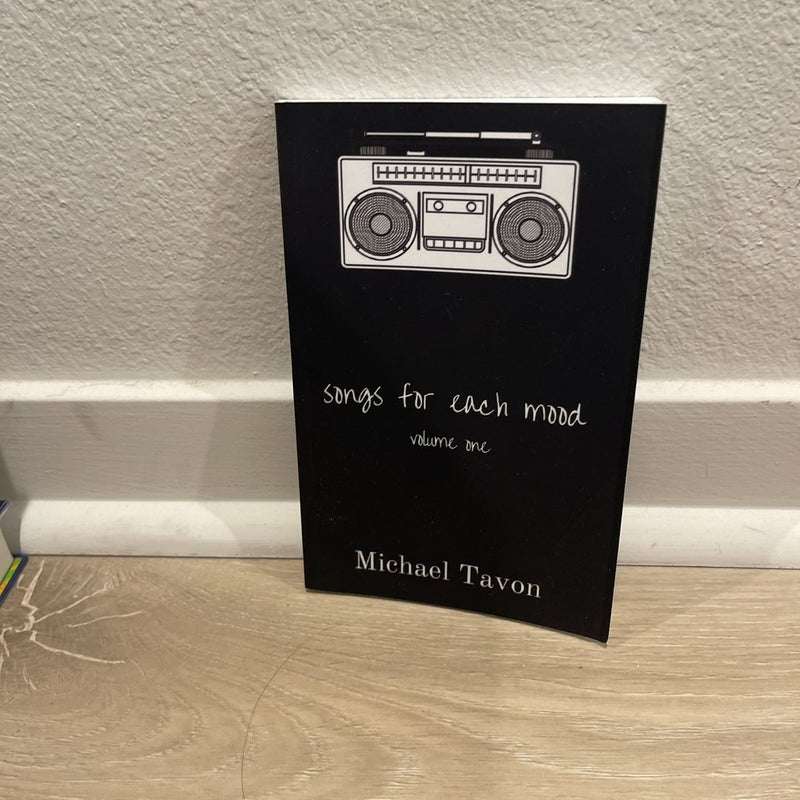 songs for each mood
volume one
Michael Tavon